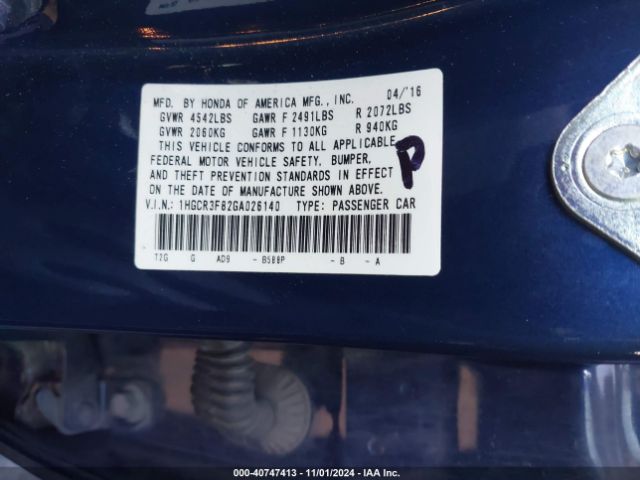 MFD. BY HONDA OF AMERICA MFG., INC. 04/'16
GVWR 4542LBS GAWR F 2491LBS R 2072LBS
GVWR 2060KG GAWR F 1130KG R 940KG
THIS VEHICLE CONFORMS TO ALL APPLICABLE
FEDERAL MOTOR VEHICLE SAFETY, BUMPER,
AND THEFT PREVENTION STANDARDS IN EFFECT
ON THE DATE OF MANUFACTURE SHOWN ABOVE.
P
V.I.N.: 1HGCR3F82GA026140 TYPE: PASSENGER CAR
T2G G AD9 - B588P - B - A
000-40747413 - 11/01/2024 - IAA Inc.